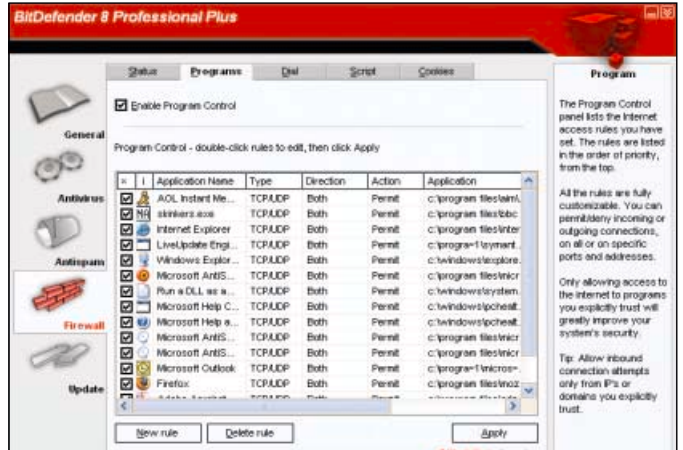 BitDefender 8 Professional Plus
Status Programs Dial Script Cookies
Enable Program Control
Program Control - double-click rules to edit, then click Apply
Application Name Type Direction Action Application
AOL Instant Me... TCP/UDP Both Permit c:\program files\aim\
skinkers.exe TCP/UDP Both Permit c:\program files\bbc
Internet Explorer TCP/UDP Both Permit c:\program files\inter
LiveUpdate Engi... TCP/UDP Both Permit c:\progra~1\symant
Windows Explor... TCP/UDP Both Permit c:\windows\explore
Microsoft AntiS... TCP/UDP Both Permit c:\program files\micr
Run a DLL as a... TCP/UDP Both Permit c:\windows\system
Microsoft Help C... TCP/UDP Both Permit c:\windows\pchealt
Microsoft Help a... TCP/UDP Both Permit c:\windows\pchealt
Microsoft AntiS... TCP/UDP Both Permit c:\program files\micr
Microsoft AntiS... TCP/UDP Both Permit c:\program files\micr
Microsoft Outlook TCP/UDP Both Permit c:\progra~1\micros~
Firefox TCP/UDP Both Permit c:\program files\moz
New rule Delete rule Apply
General
Antivirus
Antispam
Firewall
Update
Program
The Program Control
panel lists the Internet
access rules you have
set. The rules are listed
in the order of priority,
from the top.
All the rules are fully
customizable. You can
permit/deny incoming or
outgoing connections,
on all or on specific
ports and addresses.
Only allowing access to
the internet to programs
you explicitly trust will
greatly improve your
system's security.
Tip: Allow inbound
connection attempts
only from IP's or
domains you explicitly
trust.